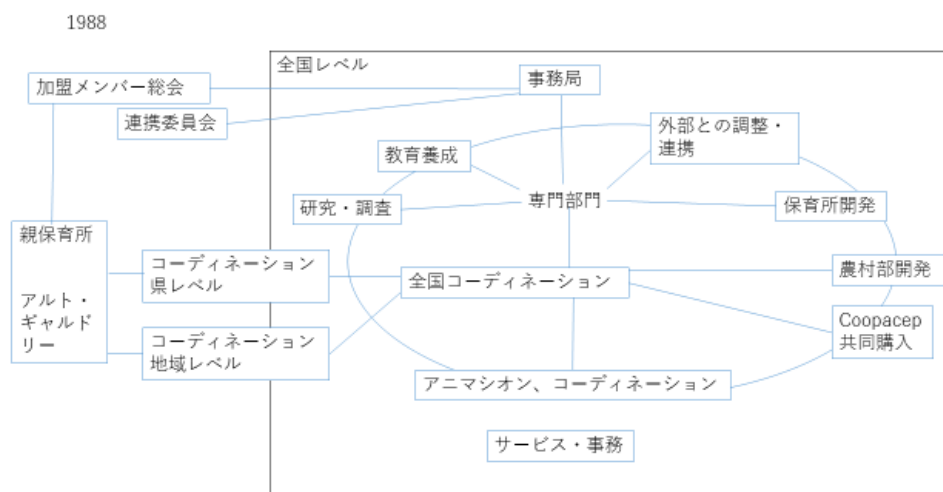 1988
全国レベル
加盟メンバー総会
事務局
連携委員会
外部との調整・
連携
教育養成
専門部門
研究・調査
保育所開発
親保育所
アルト・
ギャルド
リー
コーディネーション
県レベル
全国コーディネーション
農村部開発
Coopacep
共同購入
コーディネーション
地域レベル
アニマシオン、コーディネーション
サービス・事務